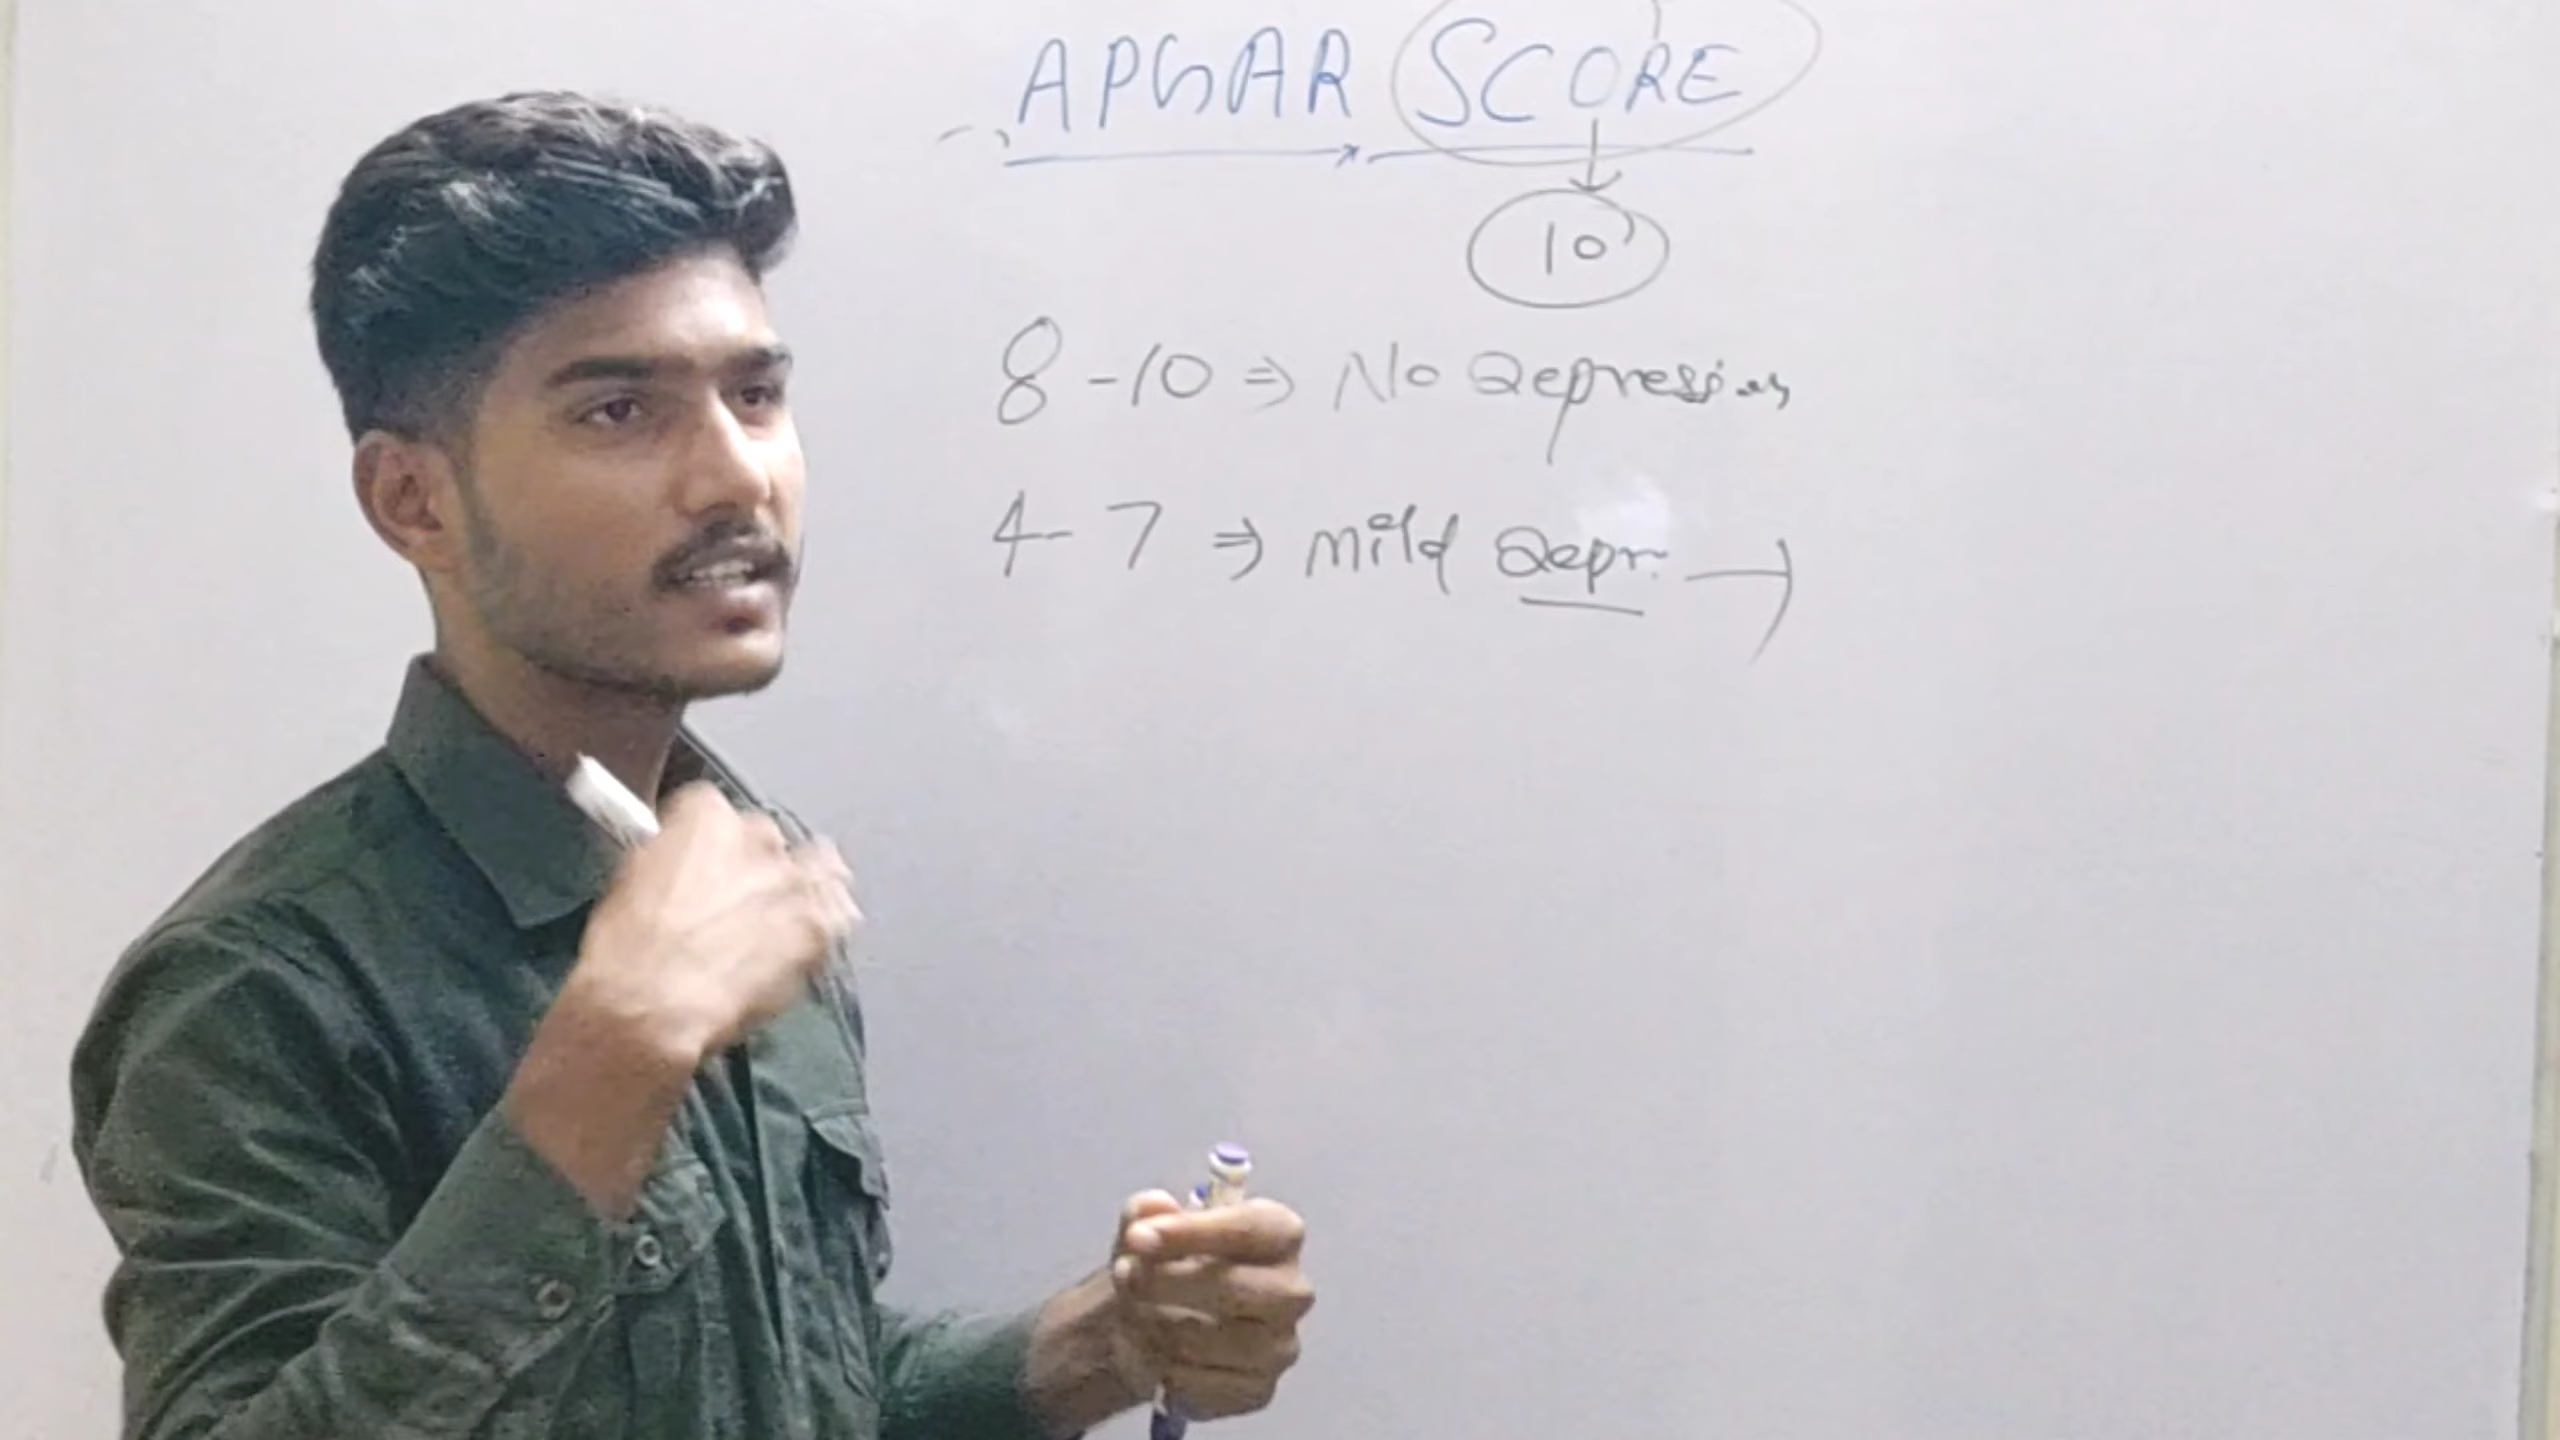 APGAR SCORE
10
8-10 ⇒ No Depression
4-7 ⇒ Mild Depr.